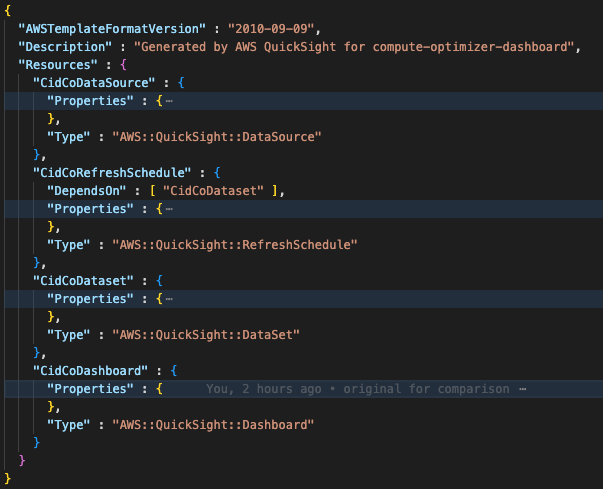 {
  "AWSTemplateFormatVersion" : "2010-09-09",
  "Description" : "Generated by AWS QuickSight for compute-optimizer-dashboard",
  "Resources" : {
    "CidCoDataSource" : {
      "Properties" : {⋯
      },
      "Type" : "AWS::QuickSight::DataSource"
    },
    "CidCoRefreshSchedule" : {
      "DependsOn" : [ "CidCoDataset" ],
      "Properties" : {⋯
      },
      "Type" : "AWS::QuickSight::RefreshSchedule"
    },
    "CidCoDataset" : {
      "Properties" : {⋯
      },
      "Type" : "AWS::QuickSight::DataSet"
    },
    "CidCoDashboard" : {
      "Properties" : {      You, 2 hours ago • original for comparison ⋯
      },
      "Type" : "AWS::QuickSight::Dashboard"
    }
  }
}